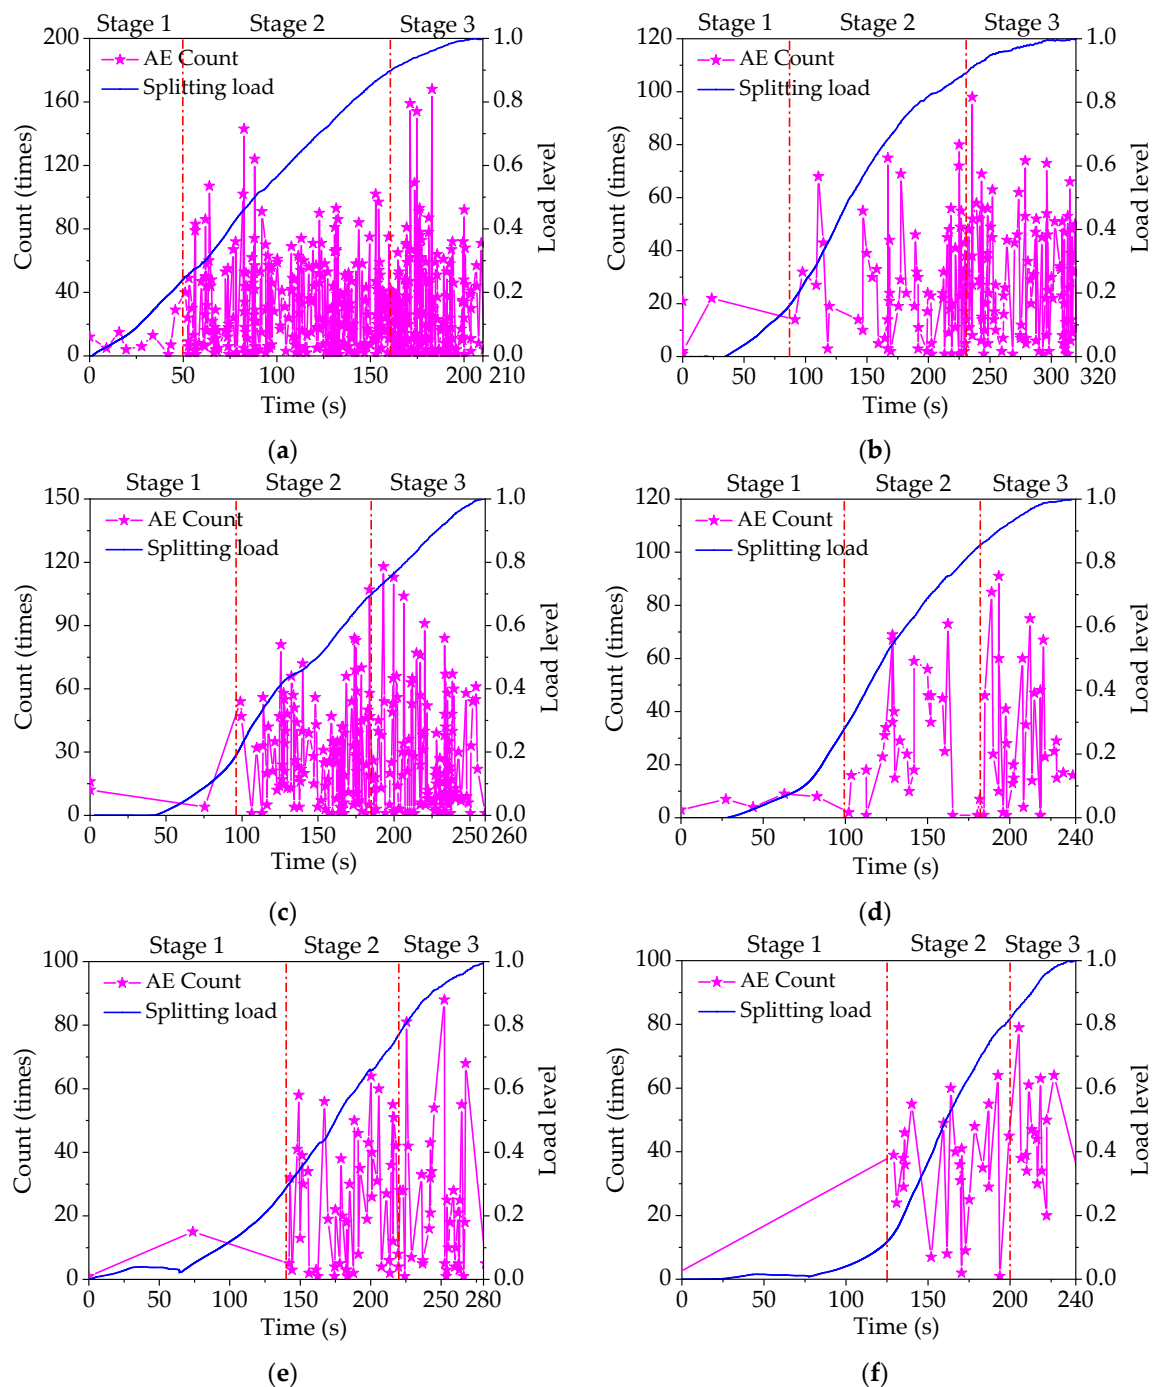 Stage 1 Stage 2 Stage 3
200
160
120
80
40
0
Count (times)
AE Count
Splitting load
1.0
0.8
0.6
0.4
0.2
0.0
Load level
0 50 100 150 200 210
Time (s)
(a)
Stage 1 Stage 2 Stage 3
120
100
80
60
40
20
0
Count (times)
AE Count
Splitting load
1.0
0.8
0.6
0.4
0.2
0.0
Load level
0 50 100 150 200 250 300 320
Time (s)
(b)
Stage 1 Stage 2 Stage 3
150
120
90
60
30
0
Count (times)
AE Count
Splitting load
1.0
0.8
0.6
0.4
0.2
0.0
Load level
0 50 100 150 200 250 260
Time (s)
(c)
Stage 1 Stage 2 Stage 3
120
100
80
60
40
20
0
Count (times)
AE Count
Splitting load
1.0
0.8
0.6
0.4
0.2
0.0
Load level
0 50 100 150 200 240
Time (s)
(d)
Stage 1 Stage 2 Stage 3
100
80
60
40
20
0
Count (times)
AE Count
Splitting load
1.0
0.8
0.6
0.4
0.2
0.0
Load level
0 50 100 150 200 250 280
Time (s)
(e)
Stage 1 Stage 2 Stage 3
100
80
60
40
20
0
Count (times)
AE Count
Splitting load
1.0
0.8
0.6
0.4
0.2
0.0
Load level
0 50 100 150 200 240
Time (s)
(f)